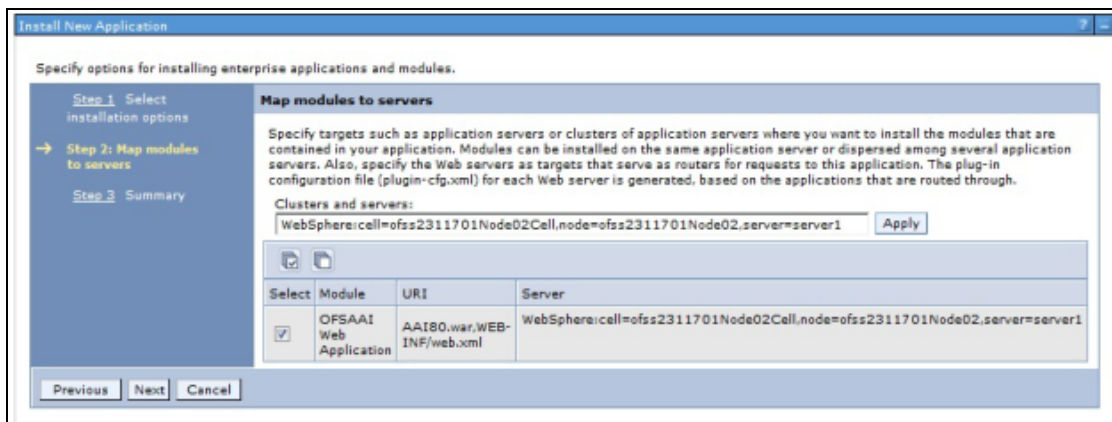 Install New Application
? –
Specify options for installing enterprise applications and modules.
Step 1 Select
installation options
Step 2: Map modules
to servers
Step 3 Summary
Map modules to servers
Specify targets such as application servers or clusters of application servers where you want to install the modules that are
contained in your application. Modules can be installed on the same application server or dispersed among several application
servers. Also, specify the Web servers as targets that serve as routers for requests to this application. The plug-in
configuration file (plugin-cfg.xml) for each Web server is generated, based on the applications that are routed through.
Clusters and servers:
WebSphere:cell=ofss2311701Node02Cell,node=ofss2311701Node02,server=server1
Apply
Select Module URI Server
OFSAAI
Web
Application
AAI80.war,WEB-
INF/web.xml
WebSphere:cell=ofss2311701Node02Cell,node=ofss2311701Node02,server=server1
Previous Next Cancel